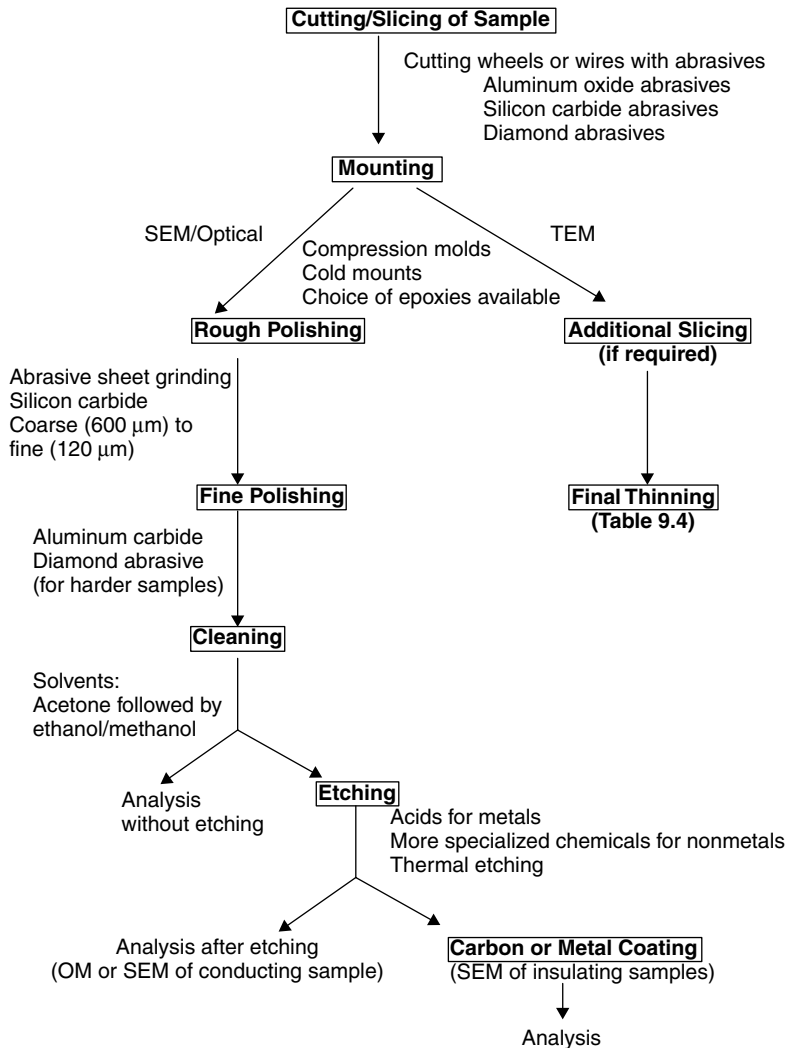 Cutting/Slicing of Sample
Cutting wheels or wires with abrasives
Aluminum oxide abrasives
Silicon carbide abrasives
Diamond abrasives
Mounting
SEM/Optical
TEM
Compression molds
Cold mounts
Choice of epoxies available
Rough Polishing
Additional Slicing
(if required)
Abrasive sheet grinding
Silicon carbide
Coarse (600 μm) to
fine (120 μm)
Fine Polishing
Final Thinning
(Table 9.4)
Aluminum carbide
Diamond abrasive
(for harder samples)
Cleaning
Solvents:
Acetone followed by
ethanol/methanol
Analysis
without etching
Etching
Acids for metals
More specialized chemicals for nonmetals
Thermal etching
Analysis after etching
(OM or SEM of conducting sample)
Carbon or Metal Coating
(SEM of insulating samples)
Analysis